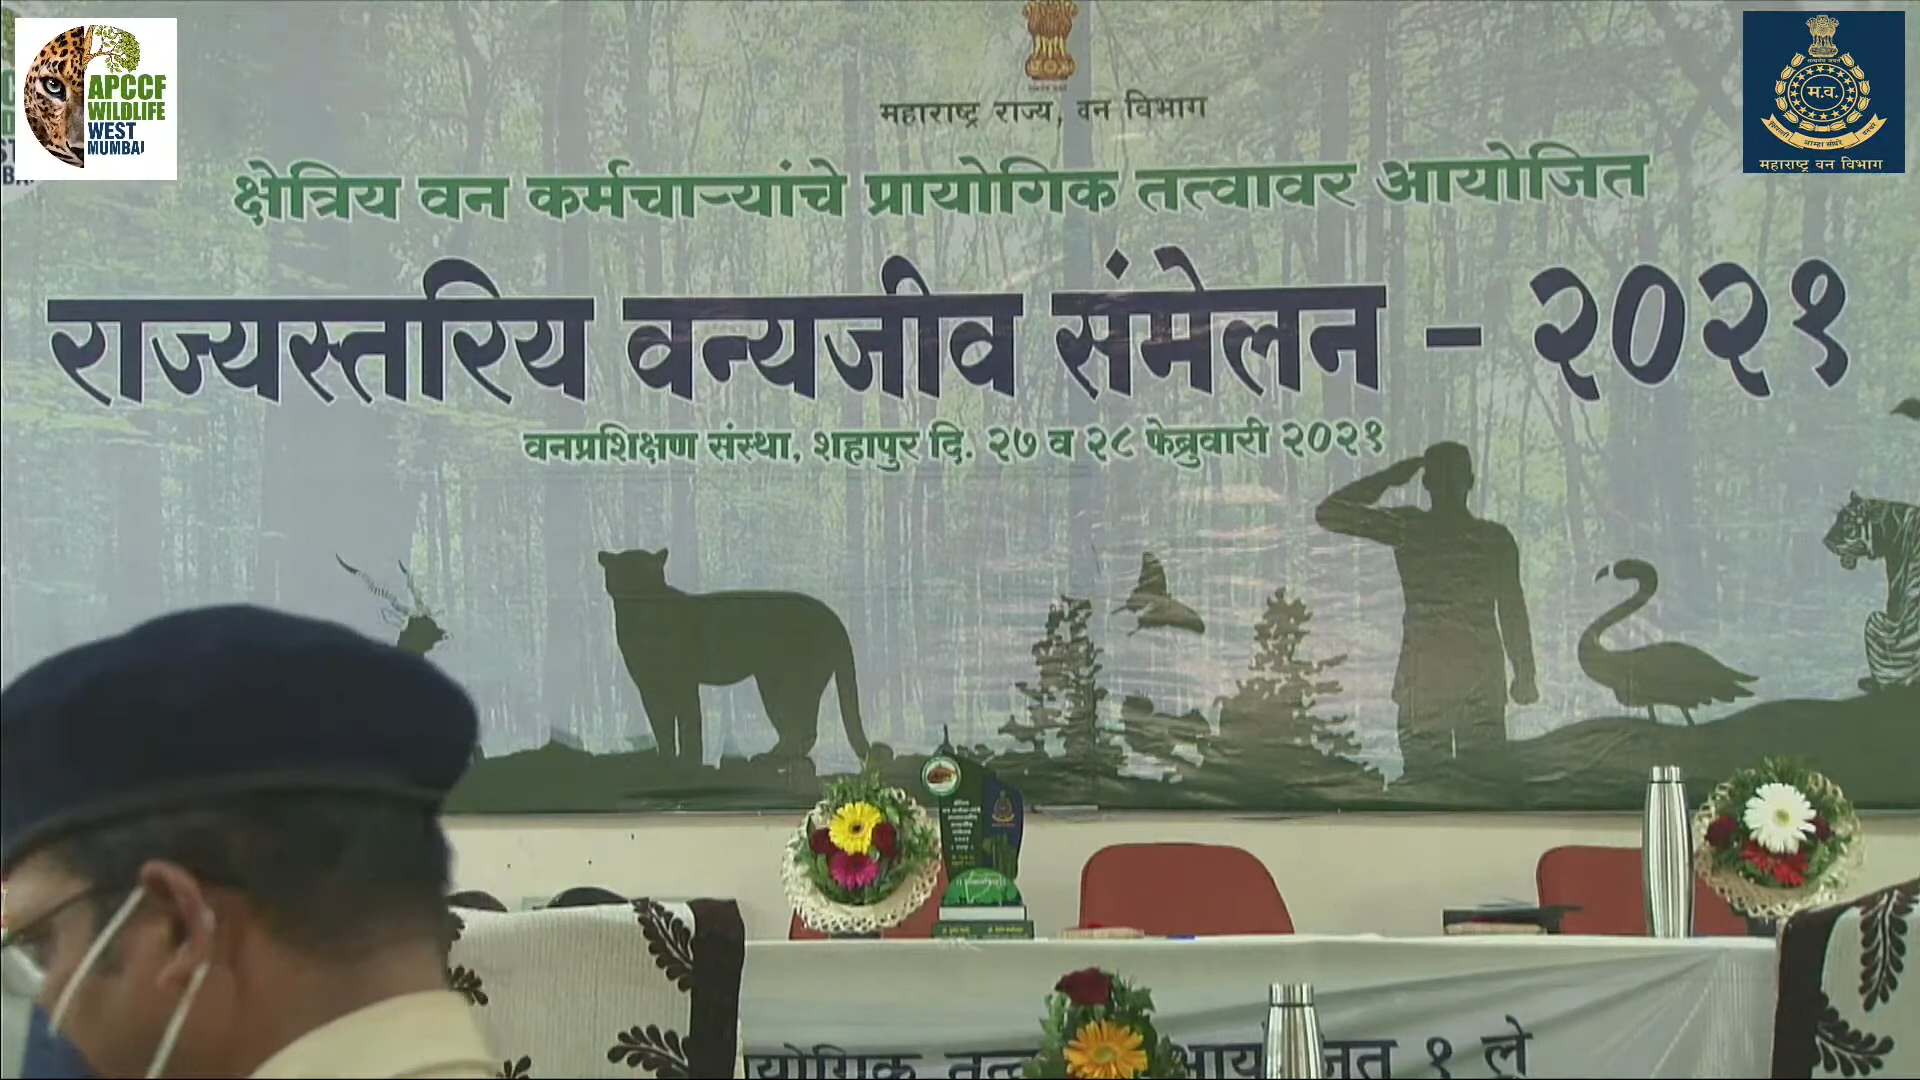 APCCF
WILDLIFE
WEST
MUMBAI
महाराष्ट्र राज्य, वन विभाग
म.व.
महाराष्ट्र वन विभाग
क्षेत्रिय वन कर्मचाऱ्यांचे प्रायोगिक तत्वावर आयोजित
राज्यस्तरिय वन्यजीव संमेलन - २०२१
वनप्रशिक्षण संस्था, शहापुर दि. २७ व २८ फेब्रुवारी २०२१
१ ले